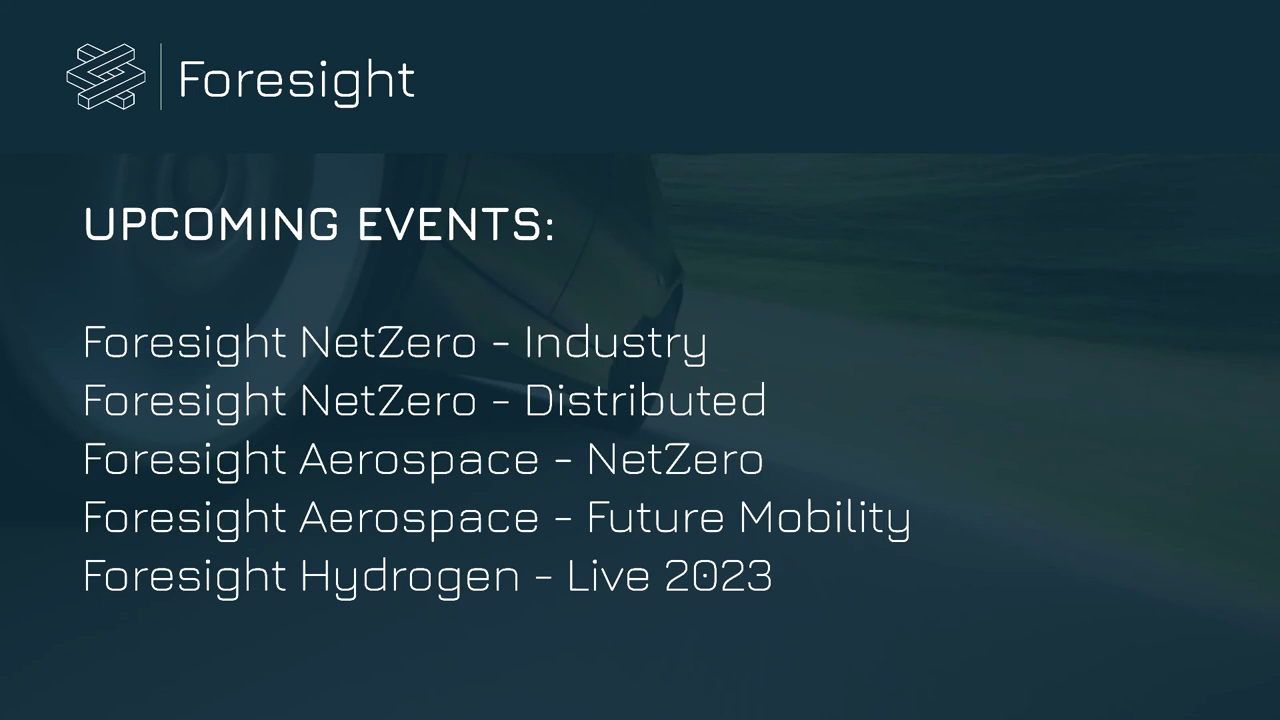 Foresight
UPCOMING EVENTS:
Foresight NetZero - Industry
Foresight NetZero - Distributed
Foresight Aerospace - NetZero
Foresight Aerospace - Future Mobility
Foresight Hydrogen - Live 2023